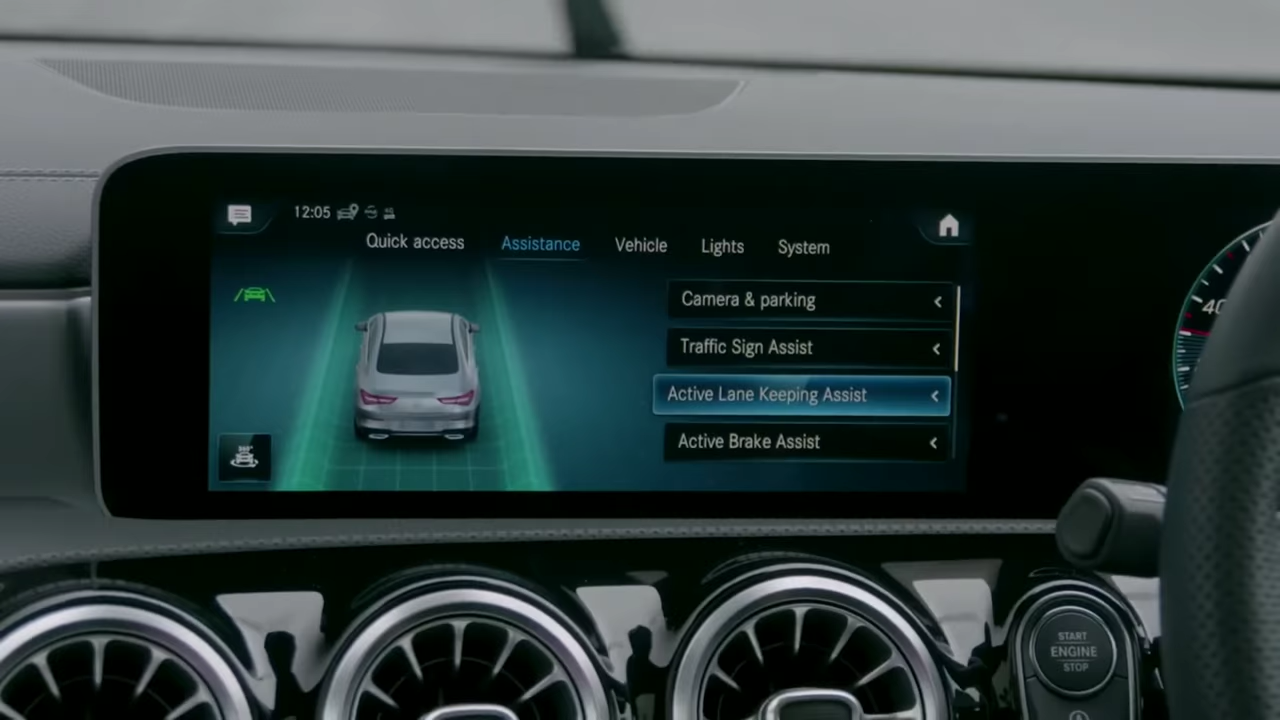 12:05
Quick access Assistance Vehicle Lights System
Camera & parking
Traffic Sign Assist
Active Lane Keeping Assist
Active Brake Assist
360°
40
START
ENGINE
STOP